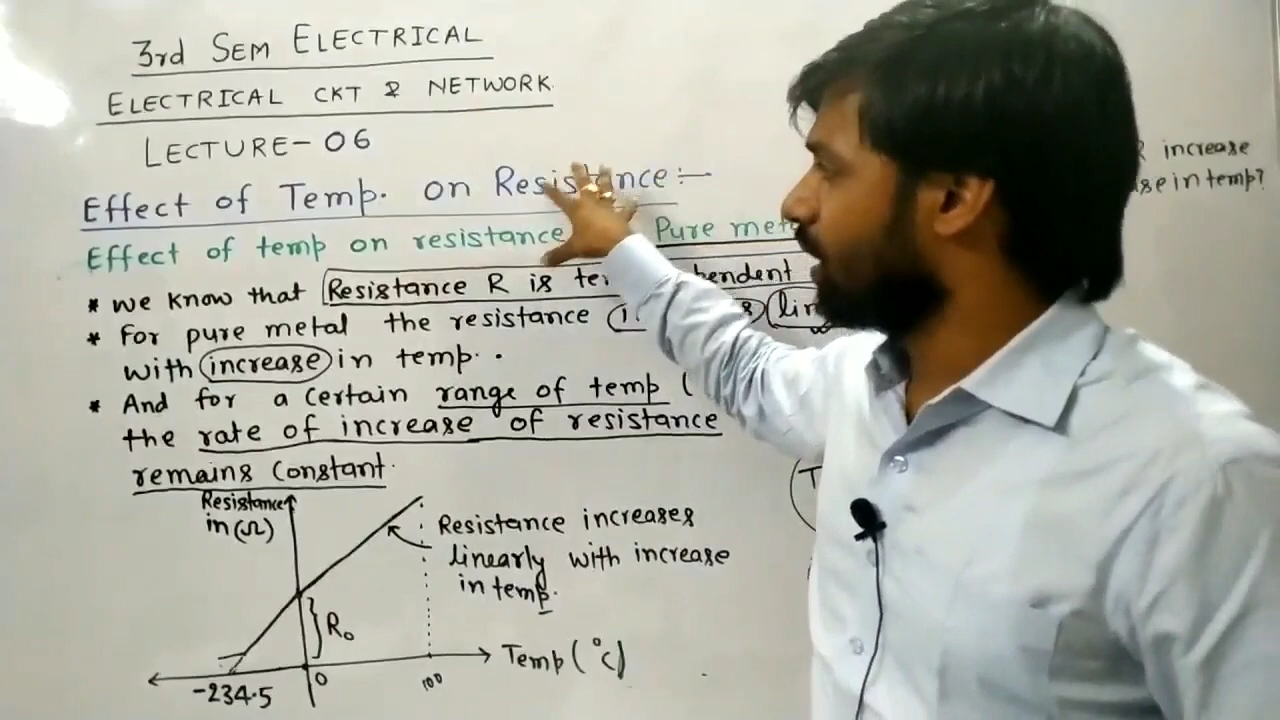 3rd SEM ELECTRICAL
ELECTRICAL CKT & NETWORK
LECTURE-06
Effect of Temp. on Resistance:-
Effect of temp on resistance Pure
* we know that Resistance R is
* For pure metal the resistance
with increase in temp.
* And for a certain range of temp (
the rate of increase of resistance
remains constant.
Resistance
in (Ω)
Resistance increases
linearly with increase
in temp.
R₀
Temp (°c)
-234.5
0
100
R increase
in temp?